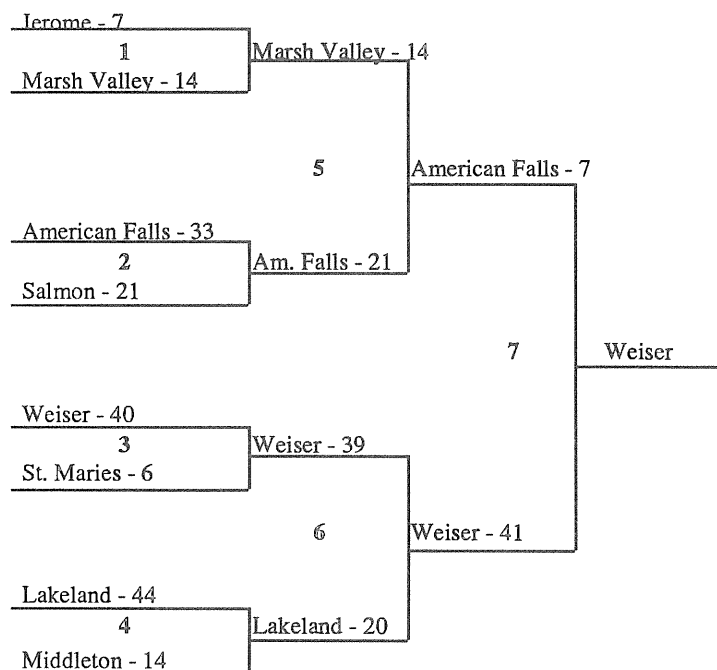 Jerome - 7
1
Marsh Valley - 14
Marsh Valley - 14
5
American Falls - 7
American Falls - 33
2
Am. Falls - 21
Salmon - 21
7
Weiser
Weiser - 40
3
Weiser - 39
St. Maries - 6
6
Weiser - 41
Lakeland - 44
4
Lakeland - 20
Middleton - 14